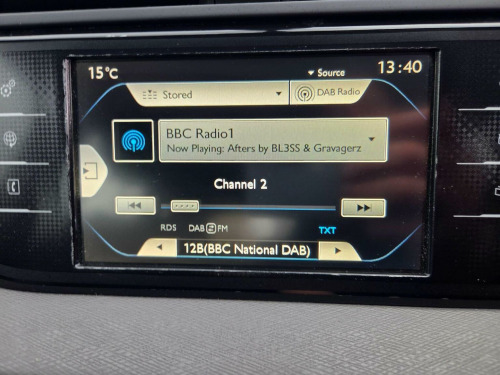 15°C
Source
13:40
Stored
DAB Radio
BBC Radio1
Now Playing: Afters by BL3SS & Gravagerz
Channel 2
RDS DAB FM TXT
12B(BBC National DAB)